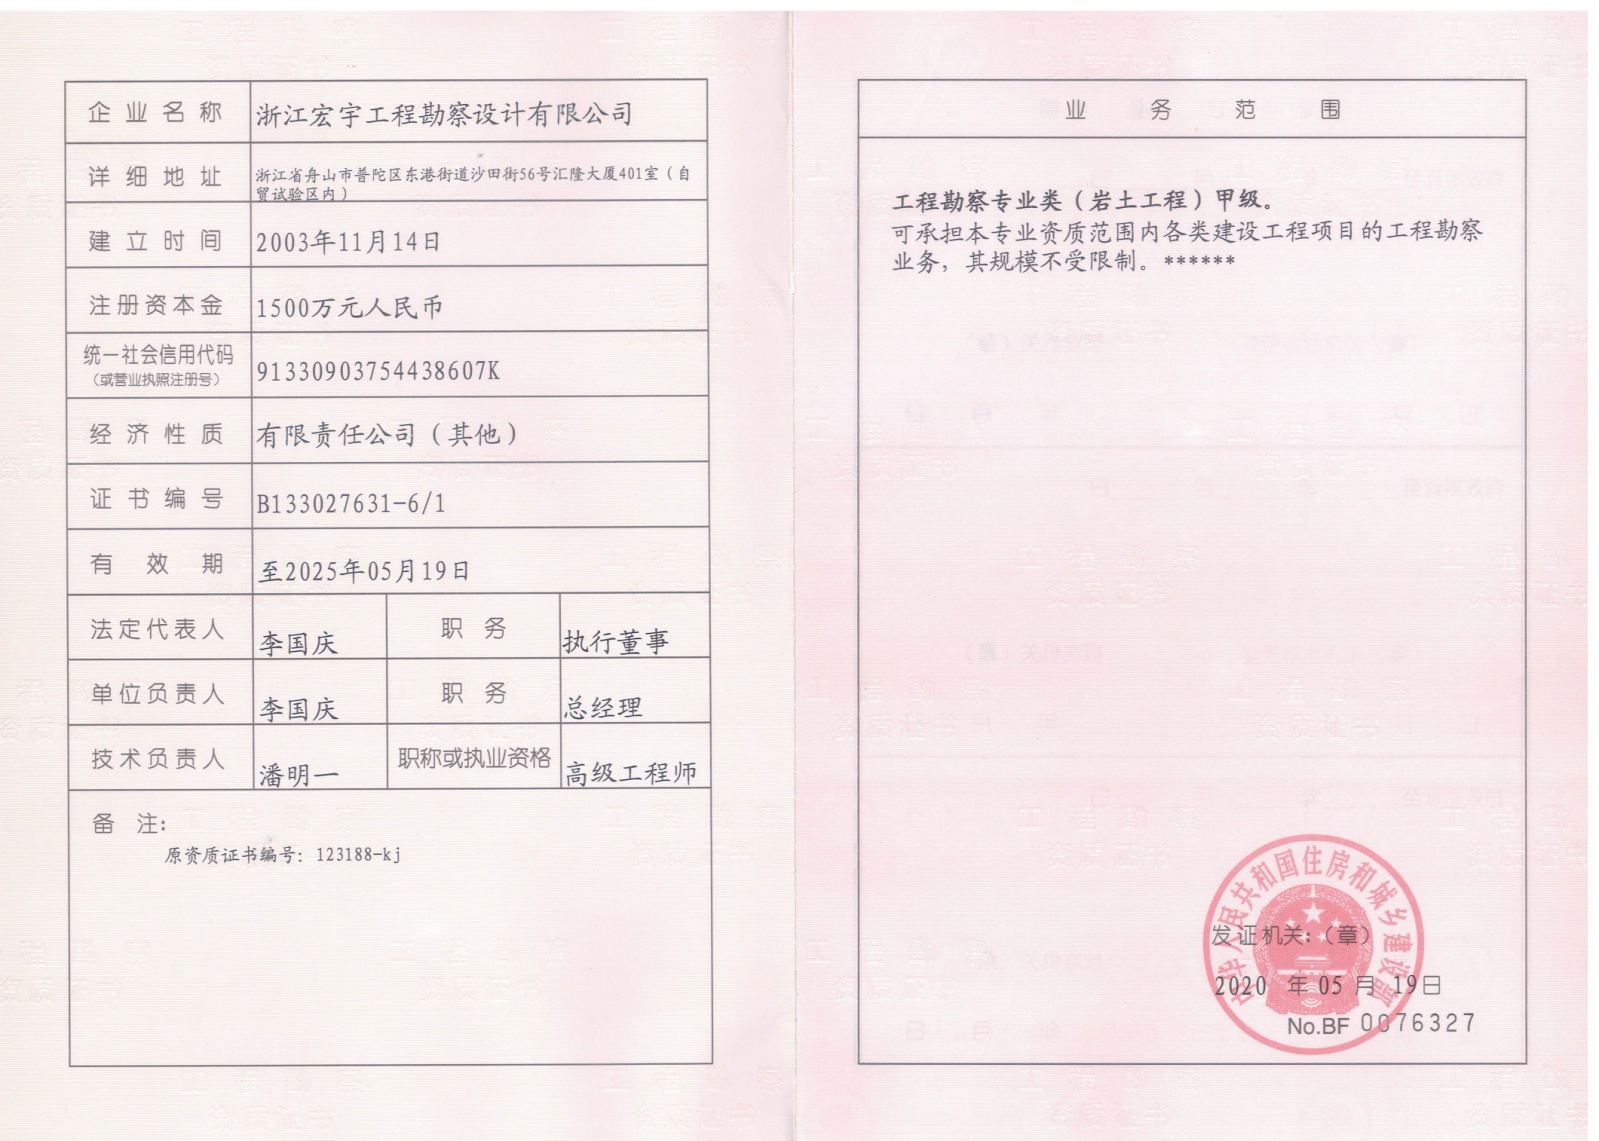 企业名称 浙江宏宇工程勘察设计有限公司
详细地址 浙江省舟山市普陀区东港街道沙田街56号汇隆大厦401室（自
贸试验区内）
建立时间 2003年11月14日
注册资本金 1500万元人民币
统一社会信用代码
（或营业执照注册号） 91330903754438607K
经济性质 有限责任公司（其他）
证书编号 B133027631-6/1
有效期 至2025年05月19日
法定代表人 李国庆 职务 执行董事
单位负责人 李国庆 职务 总经理
技术负责人 潘明一 职称或执业资格 高级工程师
备注：
原资质证书编号：123188-kj
业务范围
工程勘察专业类（岩土工程）甲级。
可承担本专业资质范围内各类建设工程项目的工程勘察
业务，其规模不受限制。******
中华人民共和国住房和城乡建设部
发证机关：（章）
2020 年 05 月 19日
No.BF 0076327
工程勘察
资质证书